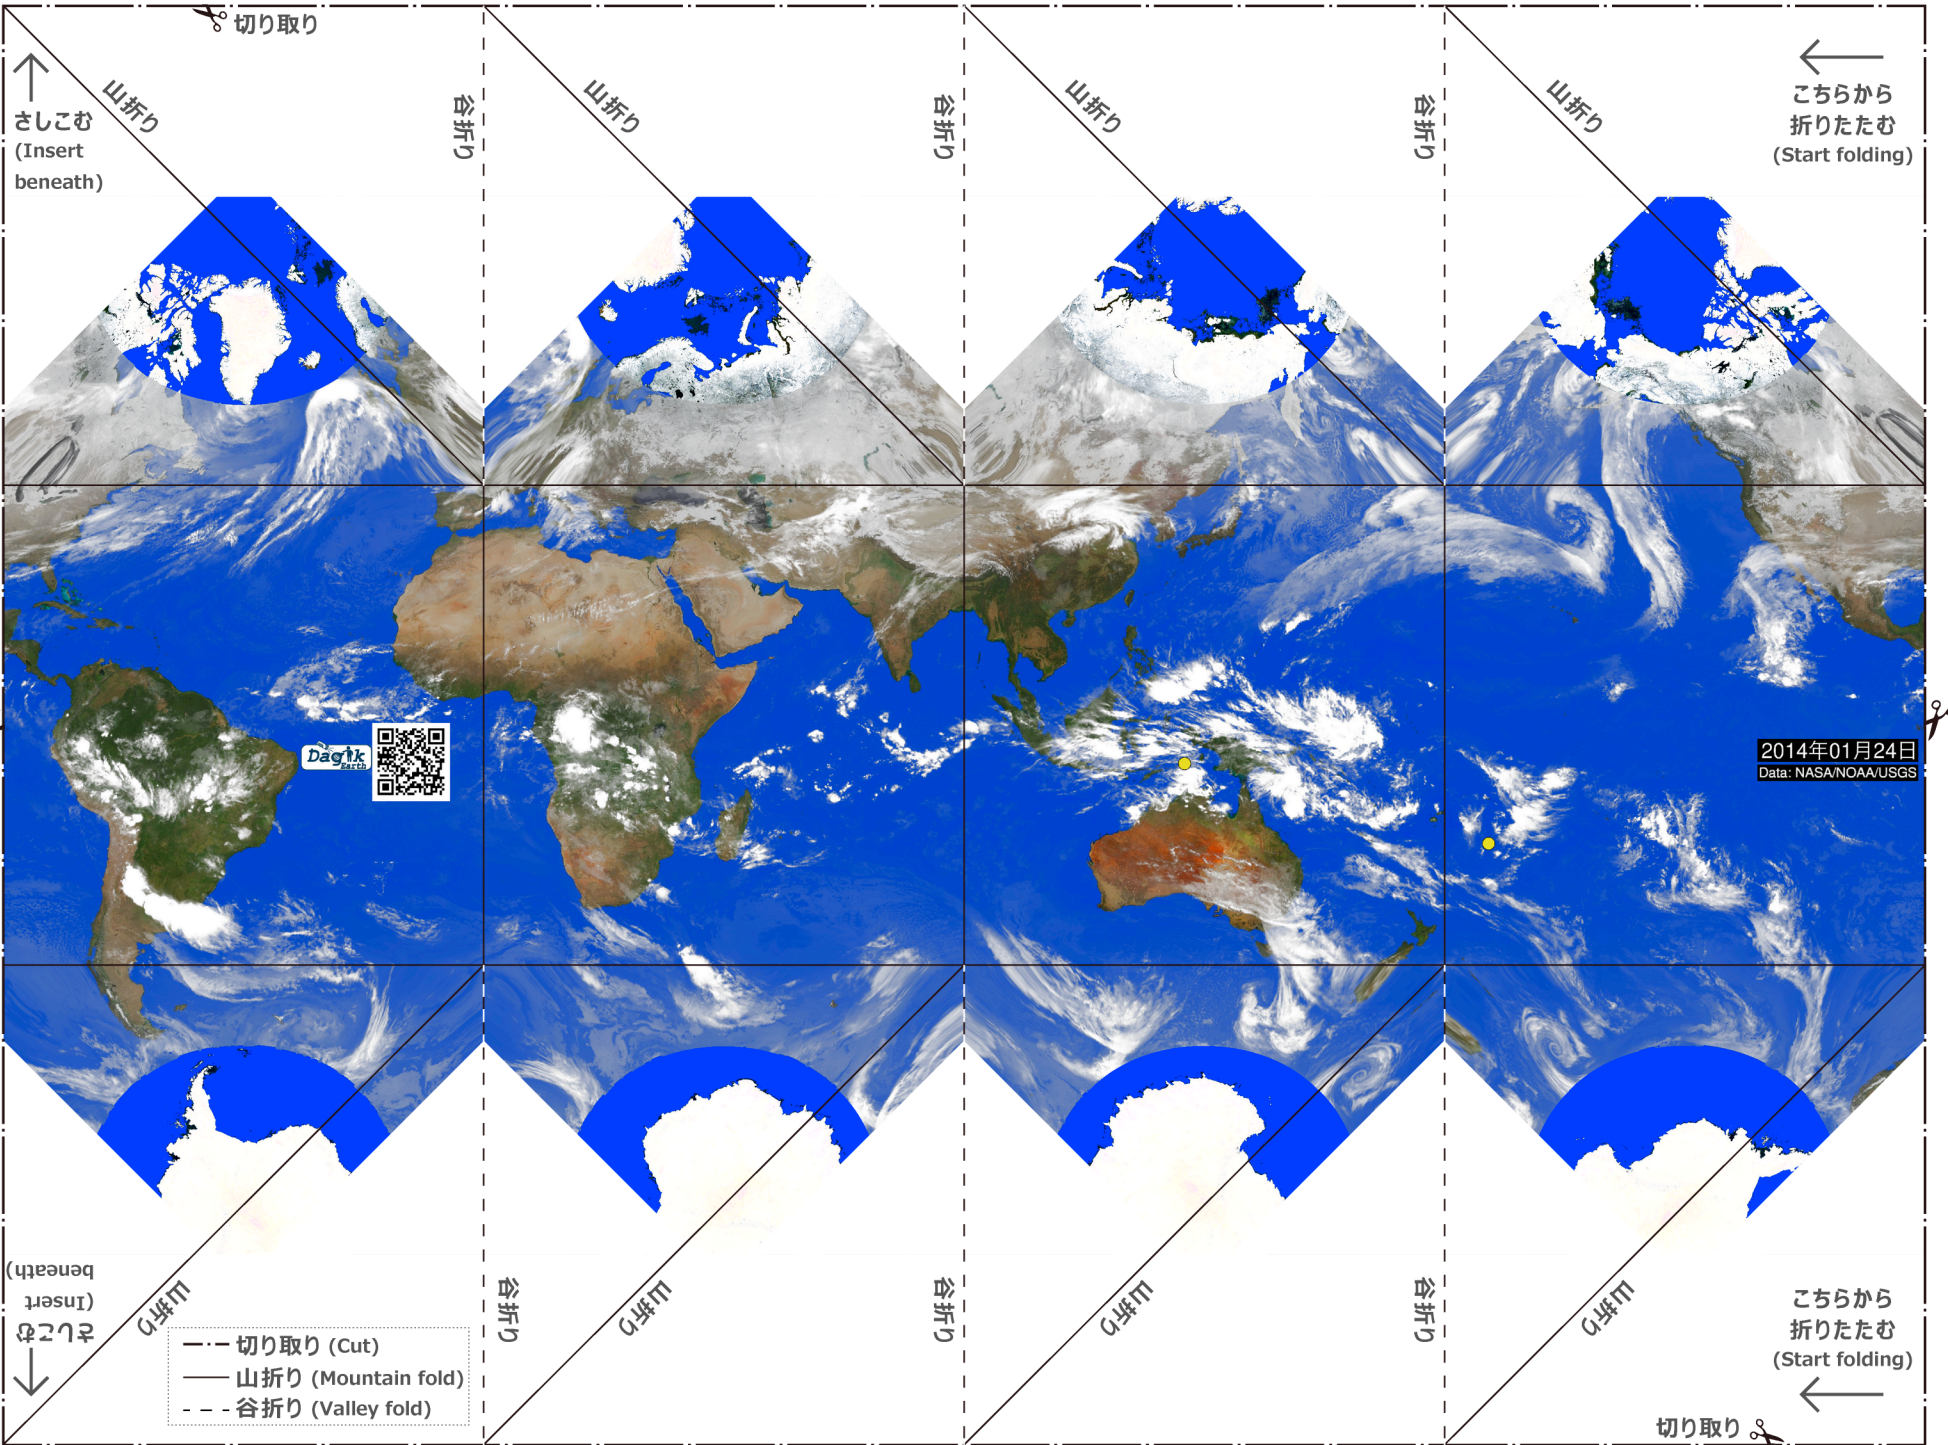 切り取り
山折り
谷折り
山折り
谷折り
山折り
谷折り
山折り
さしこむ
(Insert
beneath)
こちらから
折りたたむ
(Start folding)
Dagik
Earth
2014年01月24日
Data: NASA/NOAA/USGS
さしこむ
(Insert
beneath)
山折り
谷折り
山折り
谷折り
山折り
谷折り
山折り
こちらから
折りたたむ
(Start folding)
切り取り (Cut)
山折り (Mountain fold)
谷折り (Valley fold)
切り取り